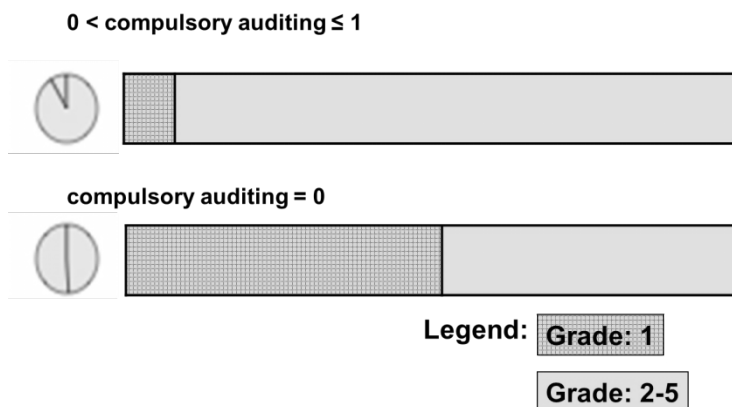 0 < compulsory auditing ≤ 1
compulsory auditing = 0
Legend: Grade: 1
Grade: 2-5